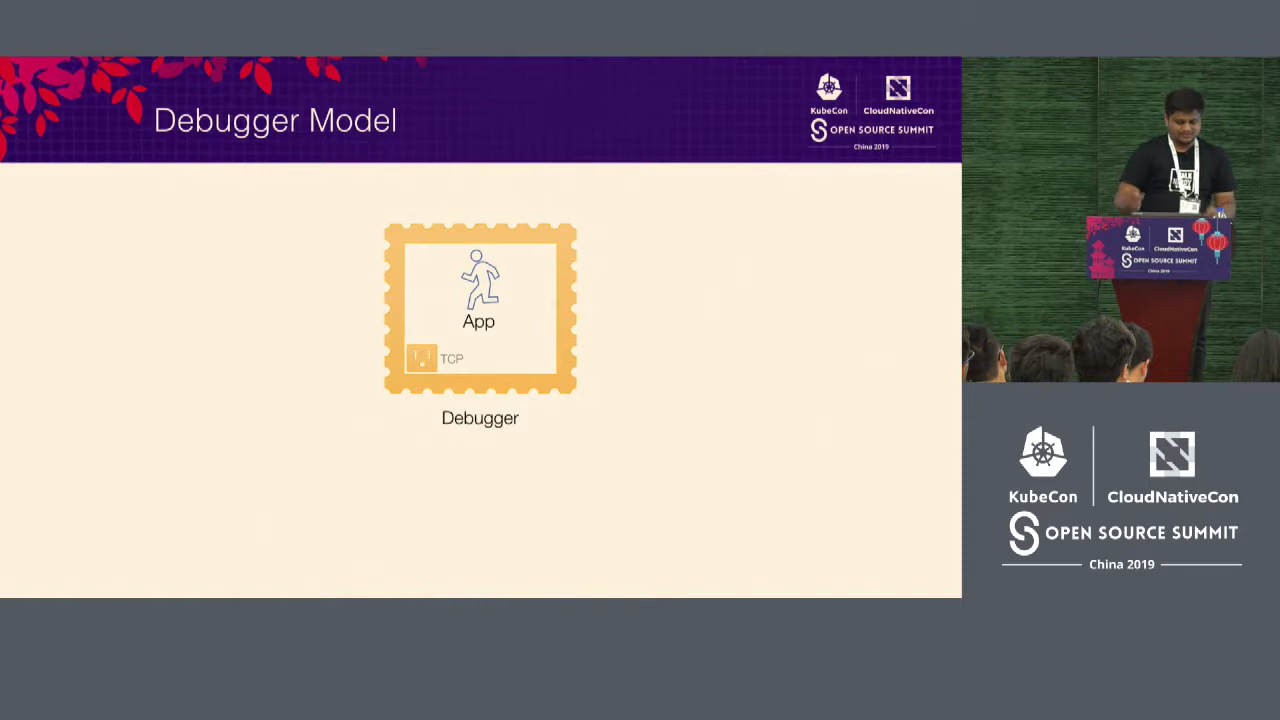 Debugger Model
KubeCon
CloudNativeCon
OPEN SOURCE SUMMIT
China 2019
App
TCP
Debugger
KubeCon
CloudNativeCon
OPEN SOURCE SUMMIT
China 2019
KubeCon
CloudNativeCon
OPEN SOURCE SUMMIT
China 2019